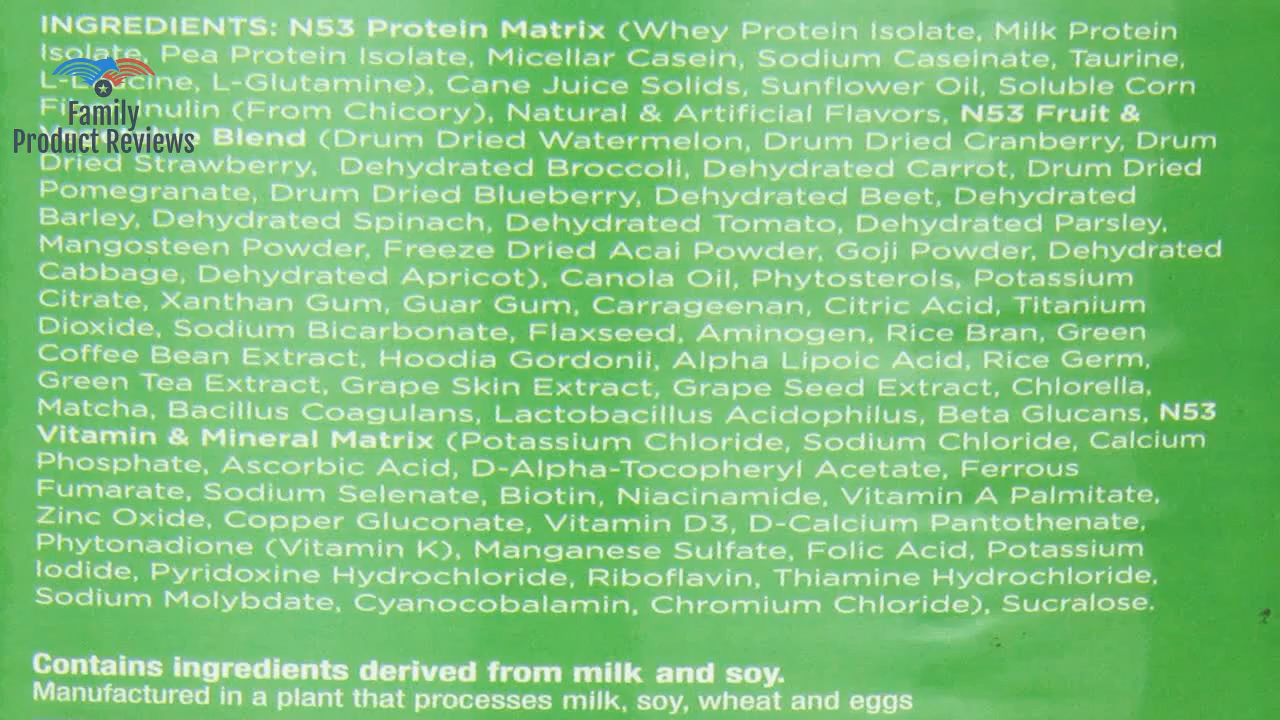 INGREDIENTS: N53 Protein Matrix (Whey Protein Isolate, Milk Protein
Isolate, Pea Protein Isolate, Micellar Casein, Sodium Caseinate, Taurine,
L-Leucine, L-Glutamine), Cane Juice Solids, Sunflower Oil, Soluble Corn
Inulin (From Chicory), Natural & Artificial Flavors, N53 Fruit &
Blend (Drum Dried Watermelon, Drum Dried Cranberry, Drum
Dried Strawberry, Dehydrated Broccoli, Dehydrated Carrot, Drum Dried
Pomegranate, Drum Dried Blueberry, Dehydrated Beet, Dehydrated
Barley, Dehydrated Spinach, Dehydrated Tomato, Dehydrated Parsley,
Mangosteen Powder, Freeze Dried Acai Powder, Goji Powder, Dehydrated
Cabbage, Dehydrated Apricot), Canola Oil, Phytosterols, Potassium
Citrate, Xanthan Gum, Guar Gum, Carrageenan, Citric Acid, Titanium
Dioxide, Sodium Bicarbonate, Flaxseed, Aminogen, Rice Bran, Green
Coffee Bean Extract, Hoodia Gordonii, Alpha Lipoic Acid, Rice Germ,
Green Tea Extract, Grape Skin Extract, Grape Seed Extract, Chlorella,
Matcha, Bacillus Coagulans, Lactobacillus Acidophilus, Beta Glucans, N53
Vitamin & Mineral Matrix (Potassium Chloride, Sodium Chloride, Calcium
Phosphate, Ascorbic Acid, D-Alpha-Tocopheryl Acetate, Ferrous
Fumarate, Sodium Selenate, Biotin, Niacinamide, Vitamin A Palmitate,
Zinc Oxide, Copper Gluconate, Vitamin D3, D-Calcium Pantothenate,
Phytonadione (Vitamin K), Manganese Sulfate, Folic Acid, Potassium
Iodide, Pyridoxine Hydrochloride, Riboflavin, Thiamine Hydrochloride,
Sodium Molybdate, Cyanocobalamin, Chromium Chloride), Sucralose.
Contains ingredients derived from milk and soy.
Manufactured in a plant that processes milk, soy, wheat and eggs
Family
Product Reviews